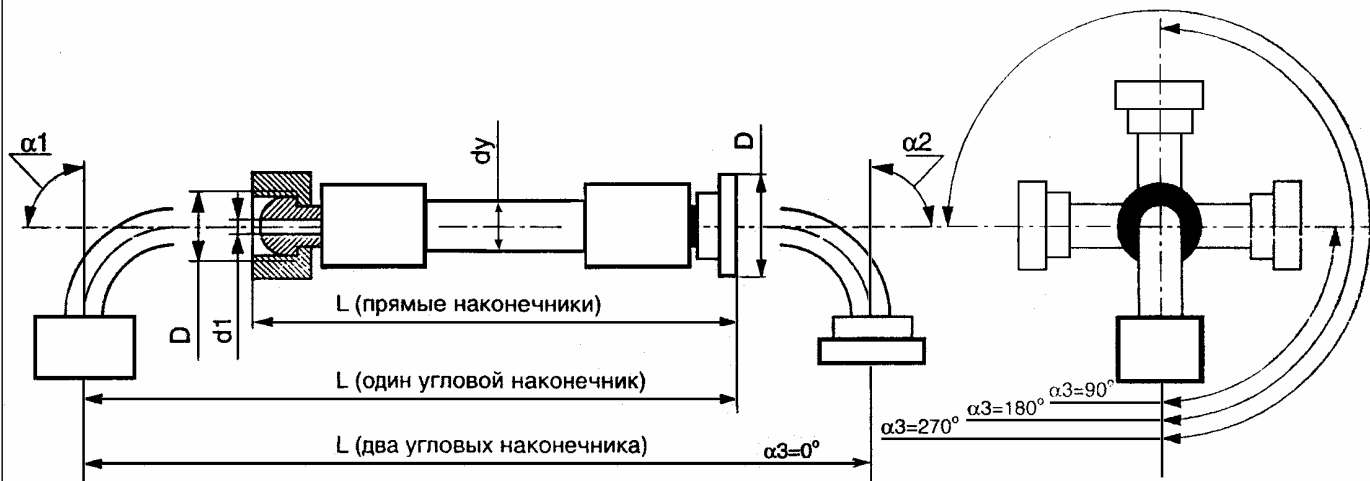 α1
dy
D
α2
D
d1
L (прямые наконечники)
L (один угловой наконечник)
L (два угловых наконечника)
α3=0°
α3=90°
α3=180°
α3=270°